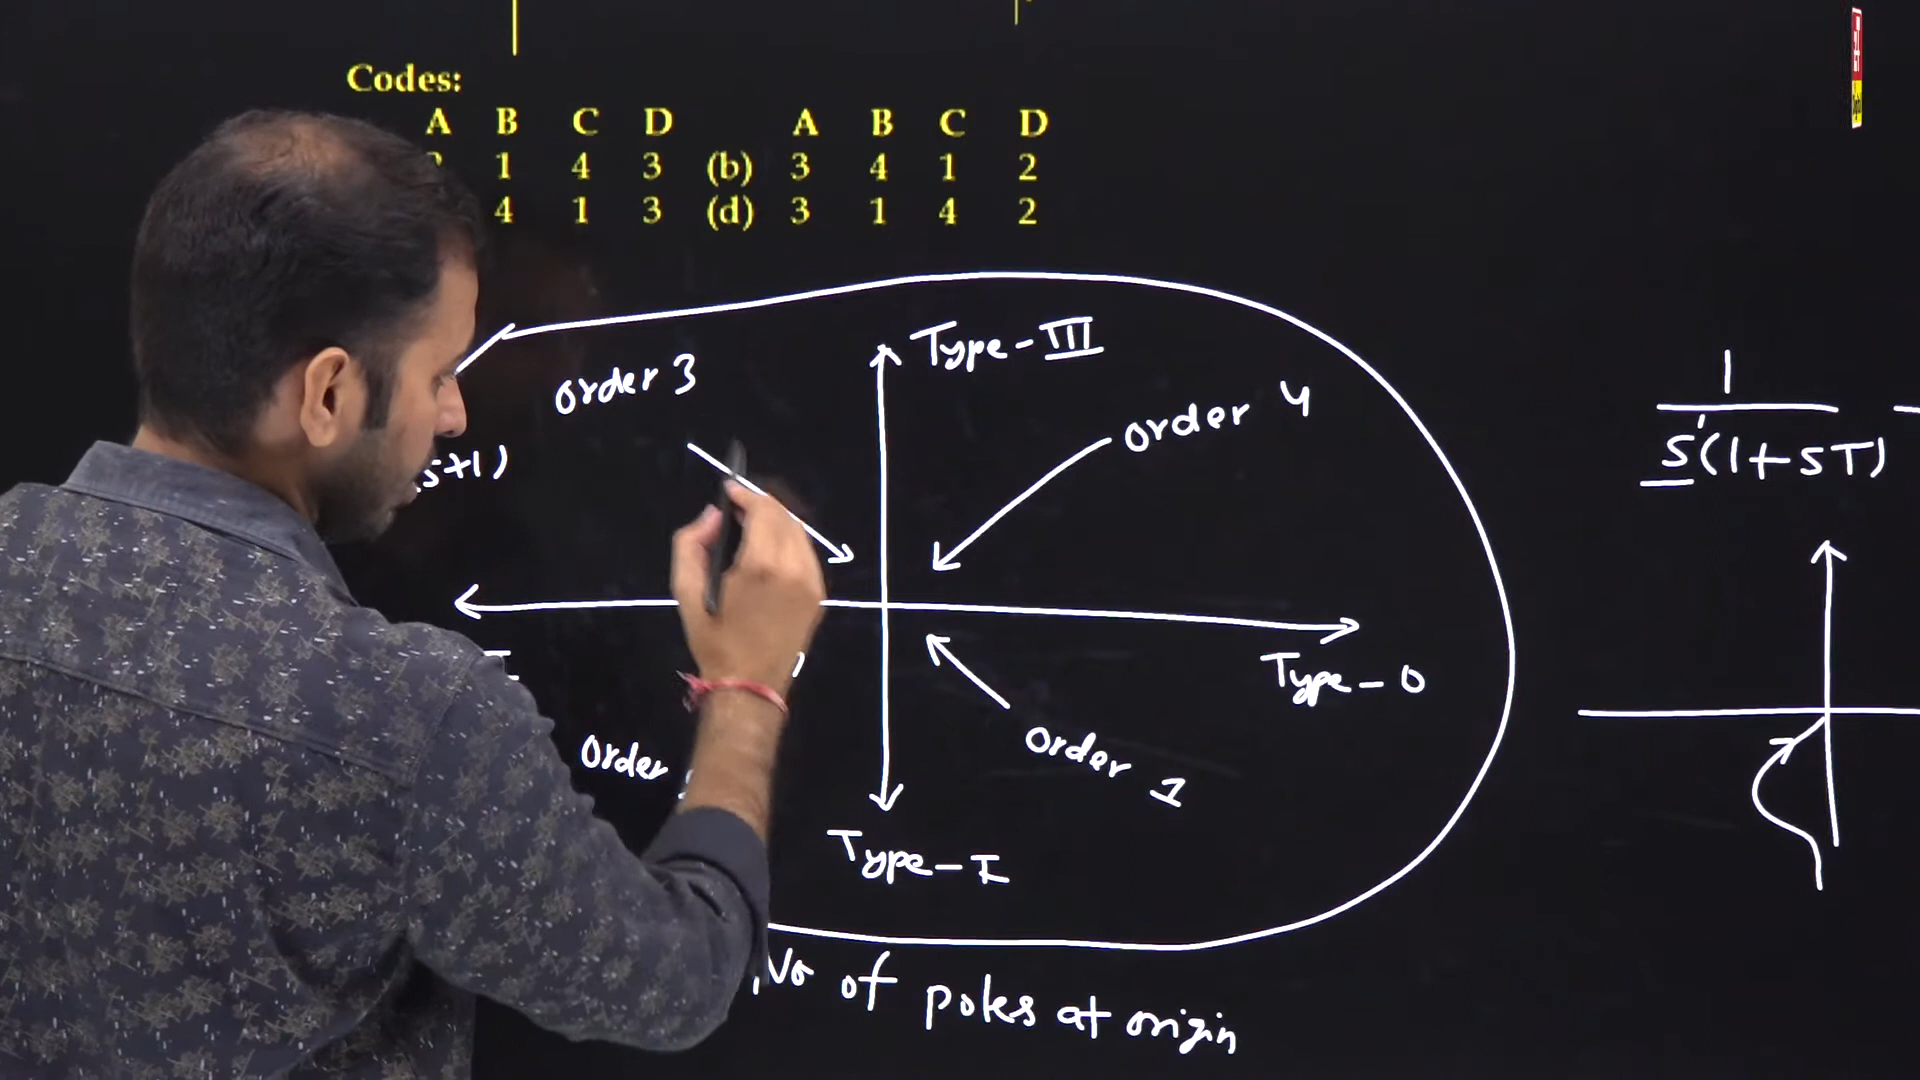 Codes:
A B C D A B C D
1 4 3 (b) 3 4 1 2
4 1 3 (d) 3 1 4 2
Type-III
order 3
order 4
1
s'(1+sT)
s+1)
Type-0
order 1
order
Type-I
No of poles at origin